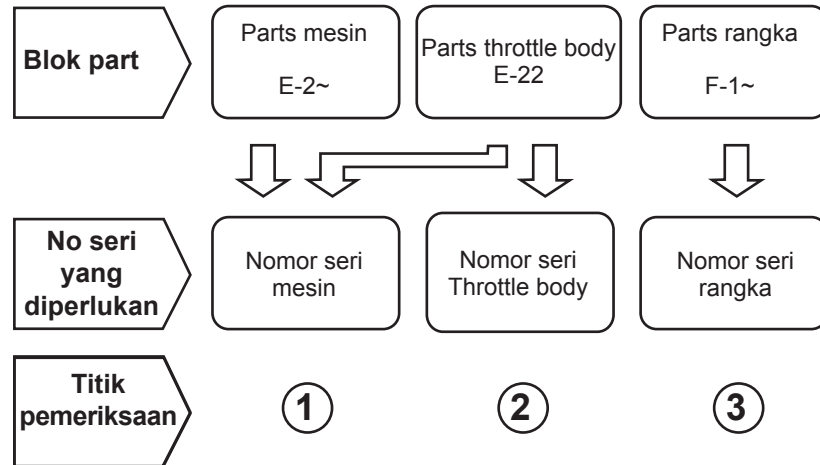 Blok part
Parts mesin
E-2~
Parts throttle body
E-22
Parts rangka
F-1~
No seri
yang
diperlukan
Nomor seri
mesin
Nomor seri
Throttle body
Nomor seri
rangka
Titik
pemeriksaan
1
2
3